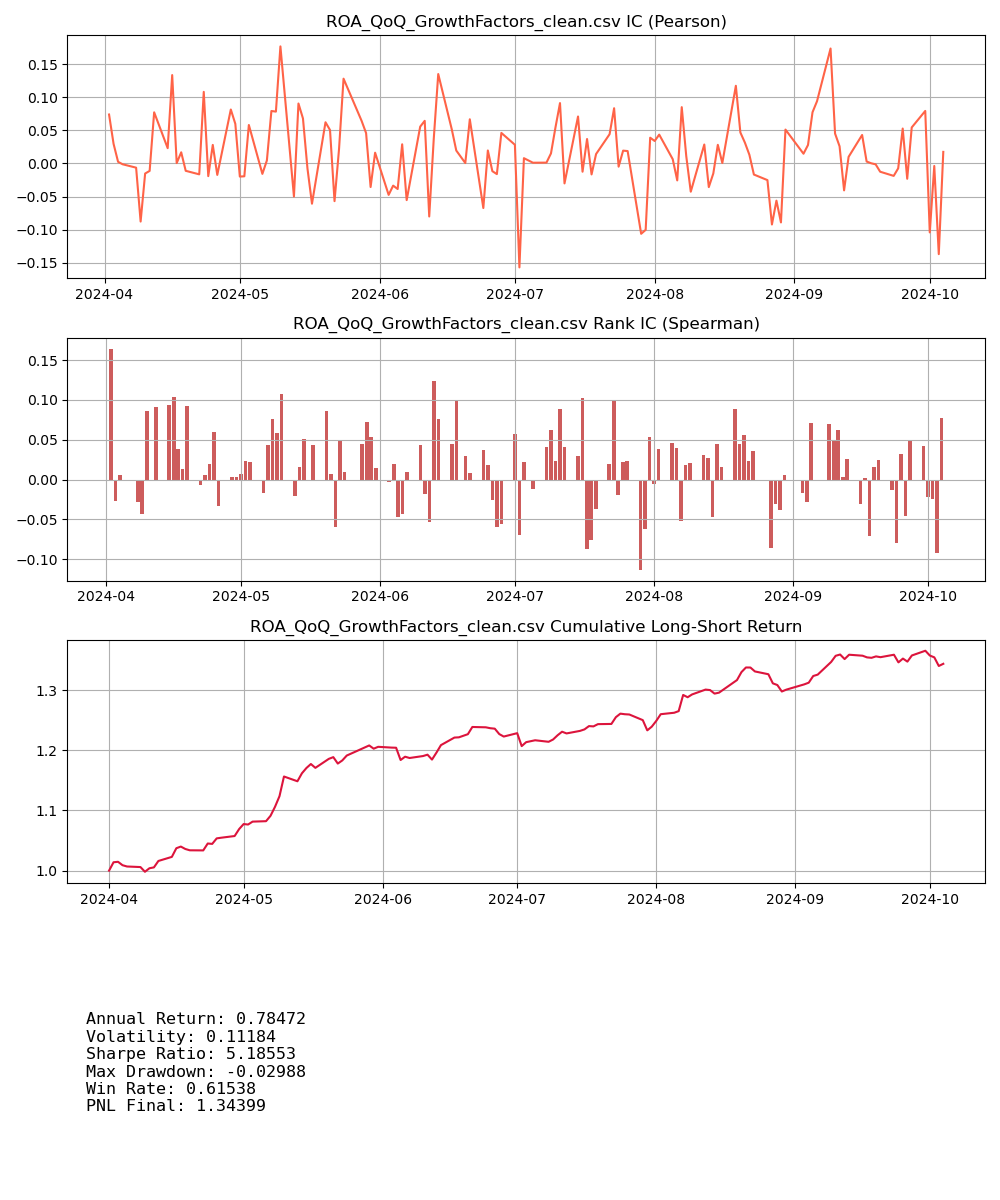 ROA_QoQ_GrowthFactors_clean.csv IC (Pearson)
0.15
0.10
0.05
0.00
−0.05
−0.10
−0.15
2024-04 2024-05 2024-06 2024-07 2024-08 2024-09 2024-10
ROA_QoQ_GrowthFactors_clean.csv Rank IC (Spearman)
0.15
0.10
0.05
0.00
−0.05
−0.10
2024-04 2024-05 2024-06 2024-07 2024-08 2024-09 2024-10
ROA_QoQ_GrowthFactors_clean.csv Cumulative Long-Short Return
1.3
1.2
1.1
1.0
2024-04 2024-05 2024-06 2024-07 2024-08 2024-09 2024-10
Annual Return: 0.78472
Volatility: 0.11184
Sharpe Ratio: 5.18553
Max Drawdown: -0.02988
Win Rate: 0.61538
PNL Final: 1.34399